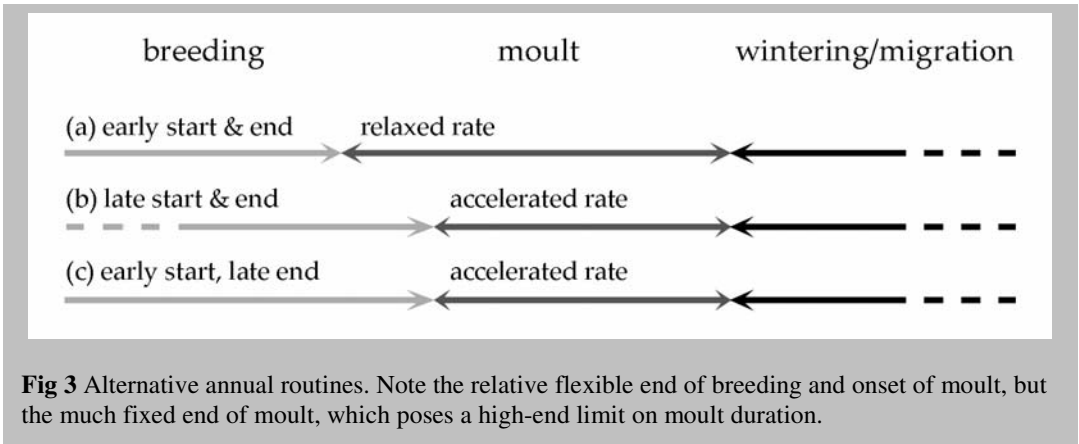 breeding moult wintering/migration
(a) early start & end relaxed rate
(b) late start & end accelerated rate
(c) early start, late end accelerated rate
Fig 3 Alternative annual routines. Note the relative flexible end of breeding and onset of moult, but
the much fixed end of moult, which poses a high-end limit on moult duration.